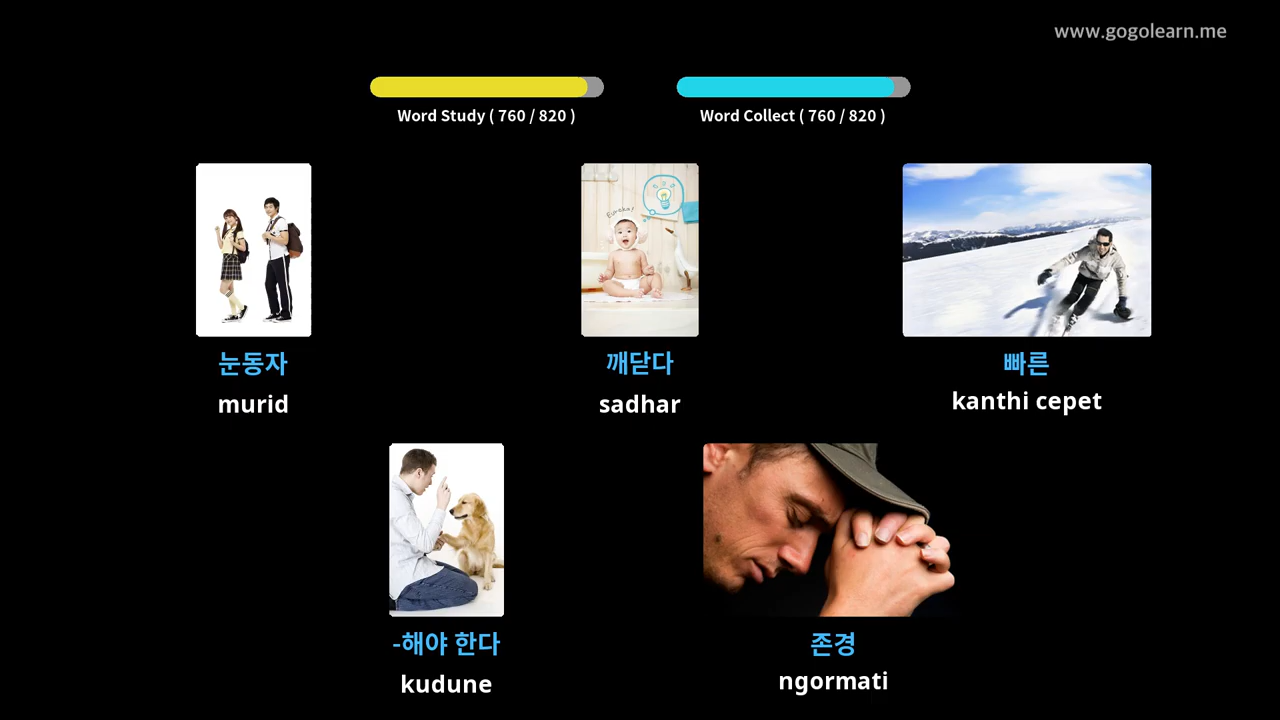 www.gogolearn.me
Word Study ( 760 / 820 )
Word Collect ( 760 / 820 )
Eureka!
눈동자
깨닫다
빠른
murid
sadhar
kanthi cepet
-해야 한다
존경
kudune
ngormati